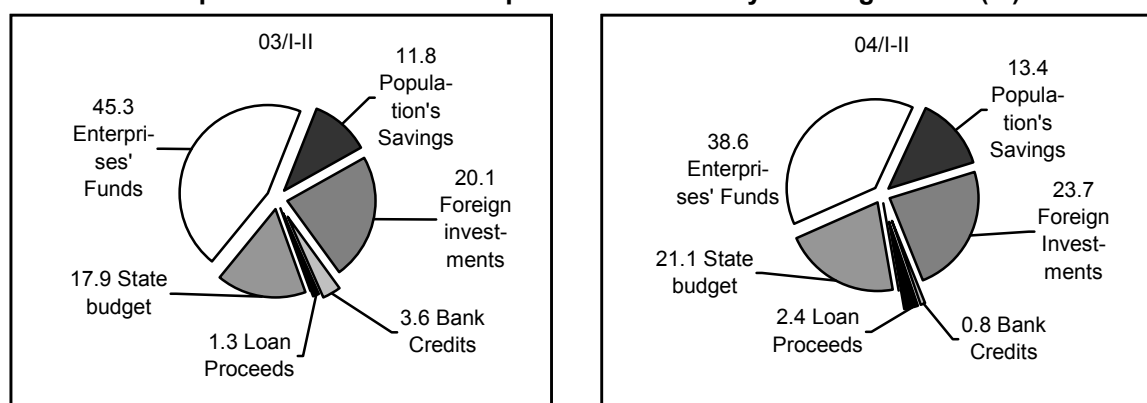 03/I-II
11.8
Popula-
tion's
Savings
45.3
Enterpri-
ses'
Funds
20.1
Foreign
invest-
ments
17.9 State
budget
3.6 Bank
Credits
1.3 Loan
Proceeds
04/I-II
13.4
Popula-
tion's
Savings
38.6
Enterpri-
ses' Funds
23.7
Foreign
Invest-
ments
21.1 State
budget
2.4 Loan
Proceeds
0.8 Bank
Credits